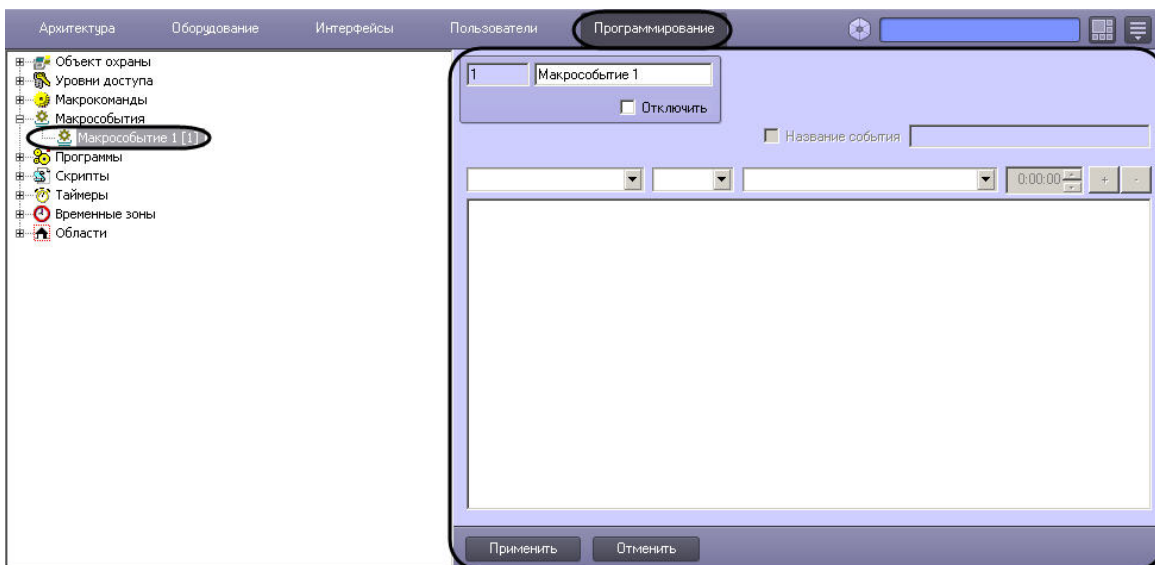 Архитектура Оборудование Интерфейсы Пользователи Программирование
Объект охраны
Уровни доступа
Макрокоманды
Макрособытия
Макрособытие 1 [1]
Программы
Скрипты
Таймеры
Временные зоны
Области
1 Макрособытие 1
Отключить
Название события
0:00:00 + -
Применить Отменить